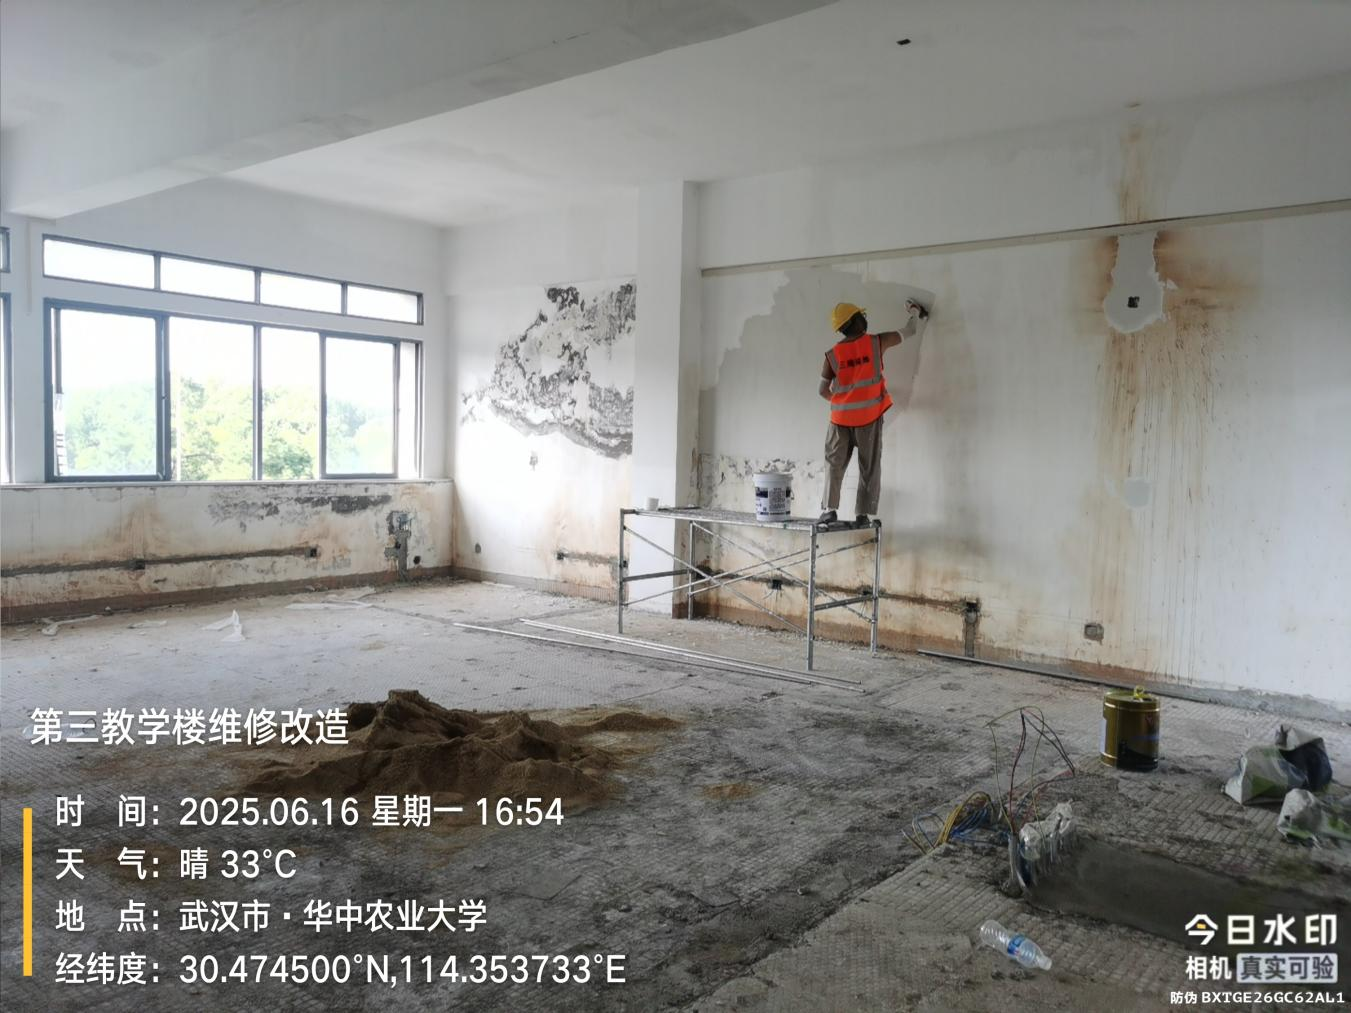 第三教学楼维修改造
时 间：2025.06.16 星期一 16:54
天 气：晴 33°C
地 点：武汉市·华中农业大学
经纬度：30.474500°N,114.353733°E
今日水印
相机 真实可验
防伪 BXTGE26GC62AL1